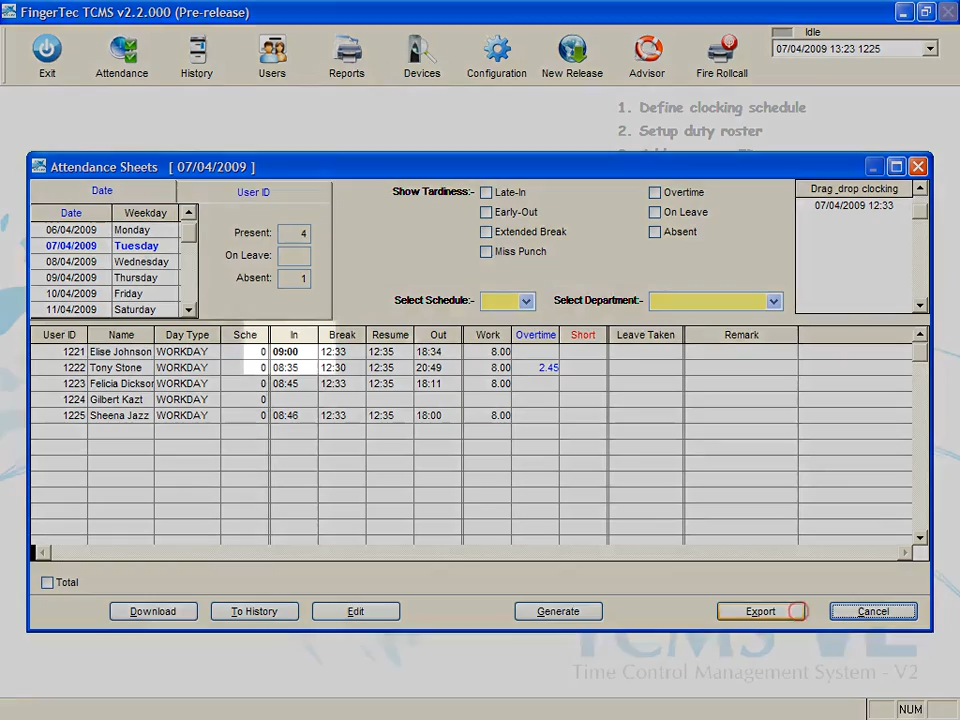 FingerTec TCMS v2.2.000 (Pre-release)
Exit Attendance History Users Reports Devices Configuration New Release Advisor Fire Rollcall
Idle
07/04/2009 13:23 1225
1. Define clocking schedule
2. Setup duty roster
Attendance Sheets [ 07/04/2009 ]
Date User ID
Date Weekday
06/04/2009 Monday
07/04/2009 Tuesday
08/04/2009 Wednesday
09/04/2009 Thursday
10/04/2009 Friday
11/04/2009 Saturday
Present: 4
On Leave:
Absent: 1
Show Tardiness:- Late-In Overtime
Early-Out On Leave
Extended Break Absent
Miss Punch
Select Schedule:- Select Department:-
Drag _drop clocking
07/04/2009 12:33
User ID Name Day Type Sche In Break Resume Out Work Overtime Short Leave Taken Remark
1221 Elise Johnson WORKDAY 0 09:00 12:33 12:35 18:34 8.00
1222 Tony Stone WORKDAY 0 08:35 12:30 12:35 20:49 8.00 2.45
1223 Felicia Dickson WORKDAY 0 08:45 12:33 12:35 18:11 8.00
1224 Gilbert Kazt WORKDAY 0
1225 Sheena Jazz WORKDAY 0 08:46 12:33 12:35 18:00 8.00
Total
Download To History Edit Generate Export Cancel
TCMS V2
Time Control Management System - V2
NUM